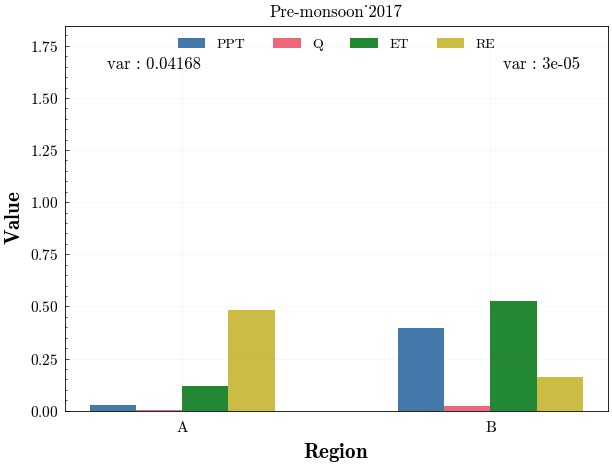 Pre-monsoon˙2017
PPT Q ET RE
var : 0.04168 var : 3e-05
1.75
1.50
1.25
1.00
0.75
0.50
0.25
0.00
Value
A B
Region